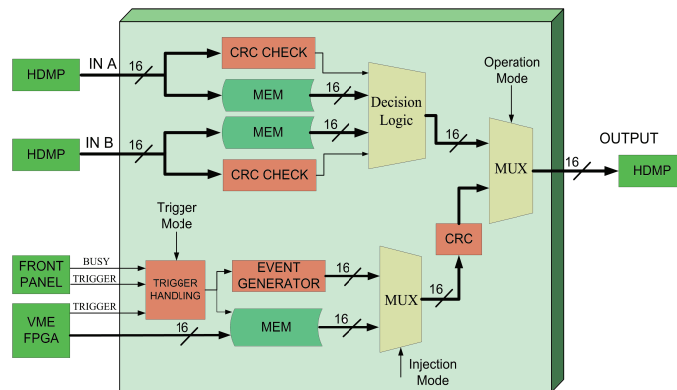 HDMP
IN A
16
CRC CHECK
MEM
16
Decision
Logic
Operation
Mode
HDMP
IN B
16
MEM
16
CRC CHECK
16
MUX
OUTPUT
16
HDMP
CRC
Trigger
Mode
FRONT
PANEL
BUSY
TRIGGER
TRIGGER
HANDLING
EVENT
GENERATOR
16
MUX
16
VME
FPGA
TRIGGER
16
MEM
16
Injection
Mode